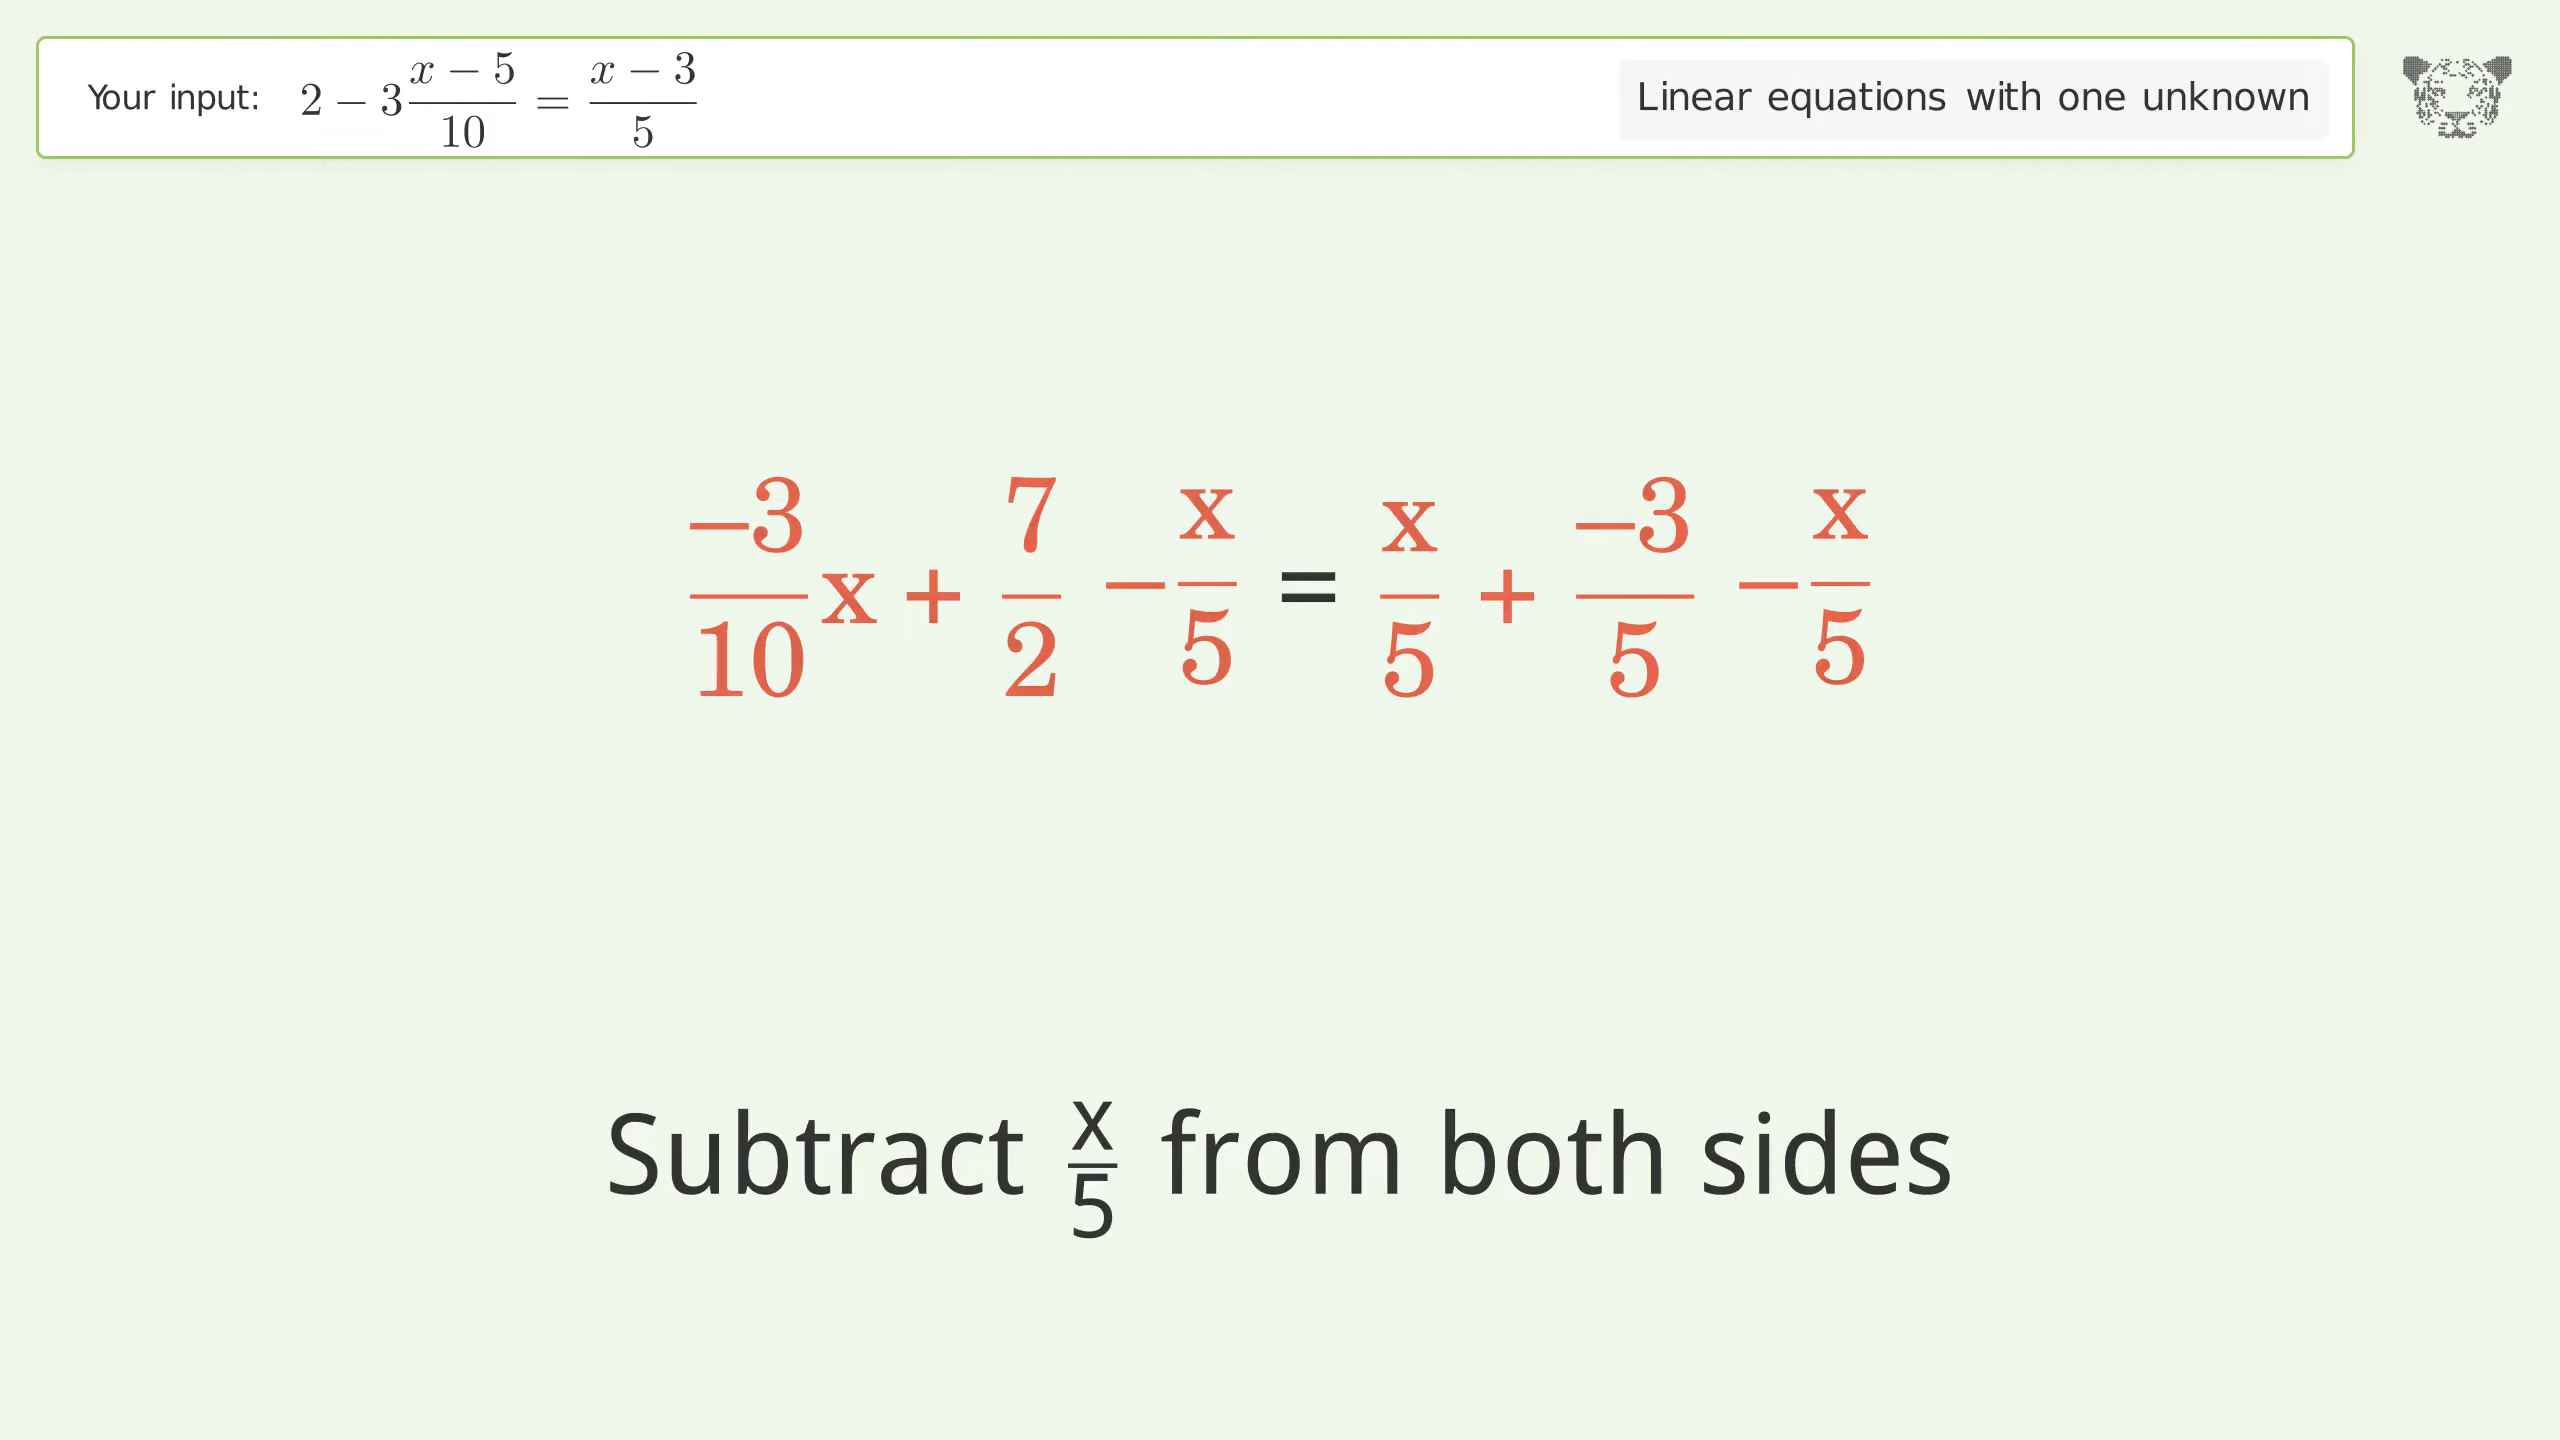 Your input: 2 − 3 (x − 5)/10 = (x − 3)/5
Linear equations with one unknown
−3/10 x + 7/2 − x/5 = x/5 + −3/5 − x/5
Subtract x/5 from both sides